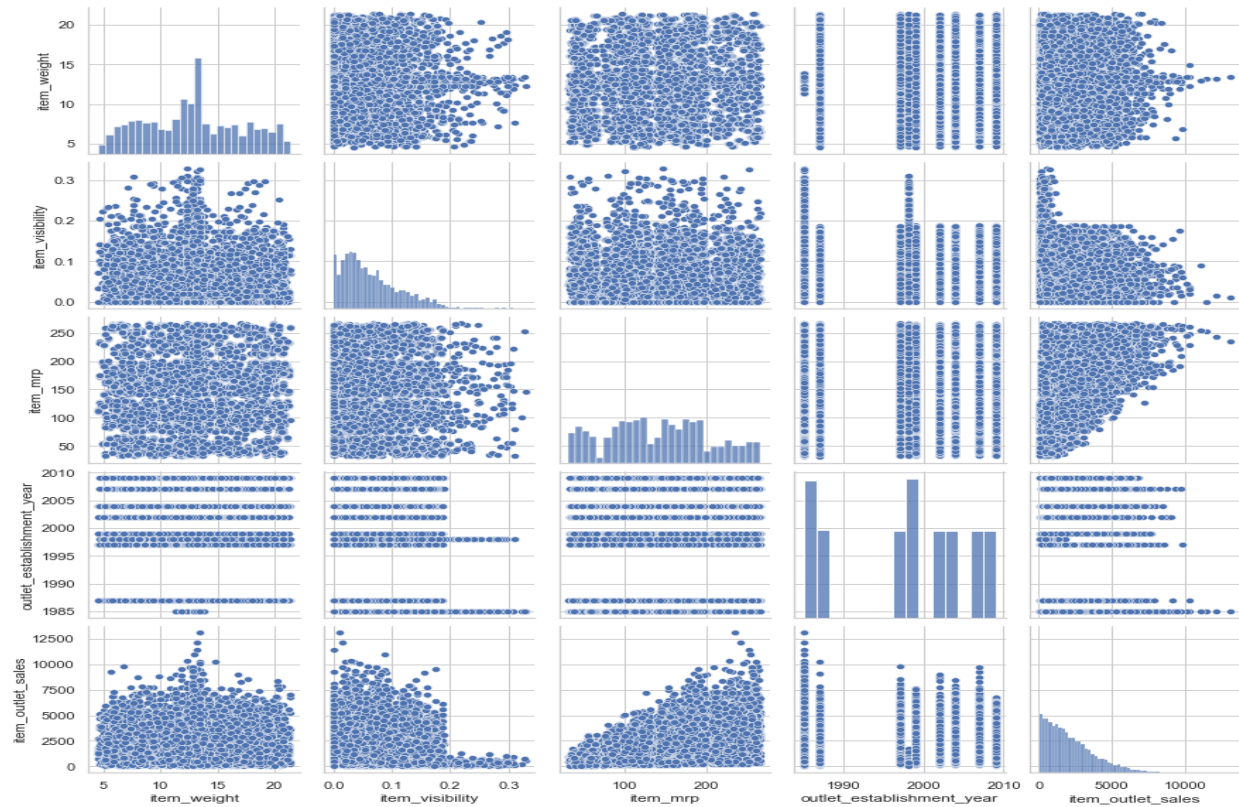 item_weight
20
15
10
5
item_visibility
0.3
0.2
0.1
0.0
item_mrp
250
200
150
100
50
outlet_establishment_year
2010
2005
2000
1995
1990
1985
item_outlet_sales
12500
10000
7500
5000
2500
0
5 10 15 20
item_weight
0.0 0.1 0.2 0.3
item_visibility
100 200
item_mrp
1990 2000 2010
outlet_establishment_year
0 5000 10000
item_outlet_sales